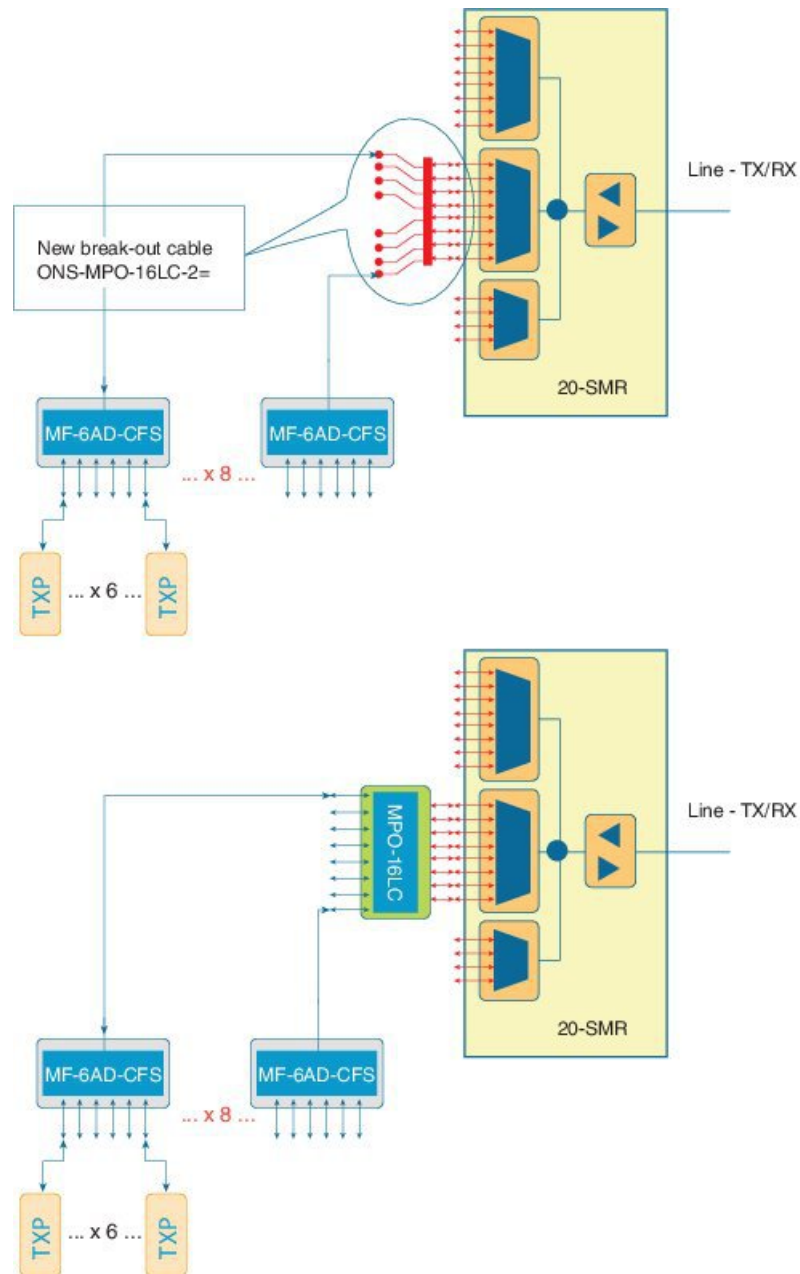 Line - TX/RX
New break-out cable
ONS-MPO-16LC-2=
20-SMR
MF-6AD-CFS
MF-6AD-CFS
... x 8 ...
TXP
... x 6 ...
TXP
MPO-16LC
Line - TX/RX
20-SMR
MF-6AD-CFS
MF-6AD-CFS
... x 8 ...
TXP
... x 6 ...
TXP